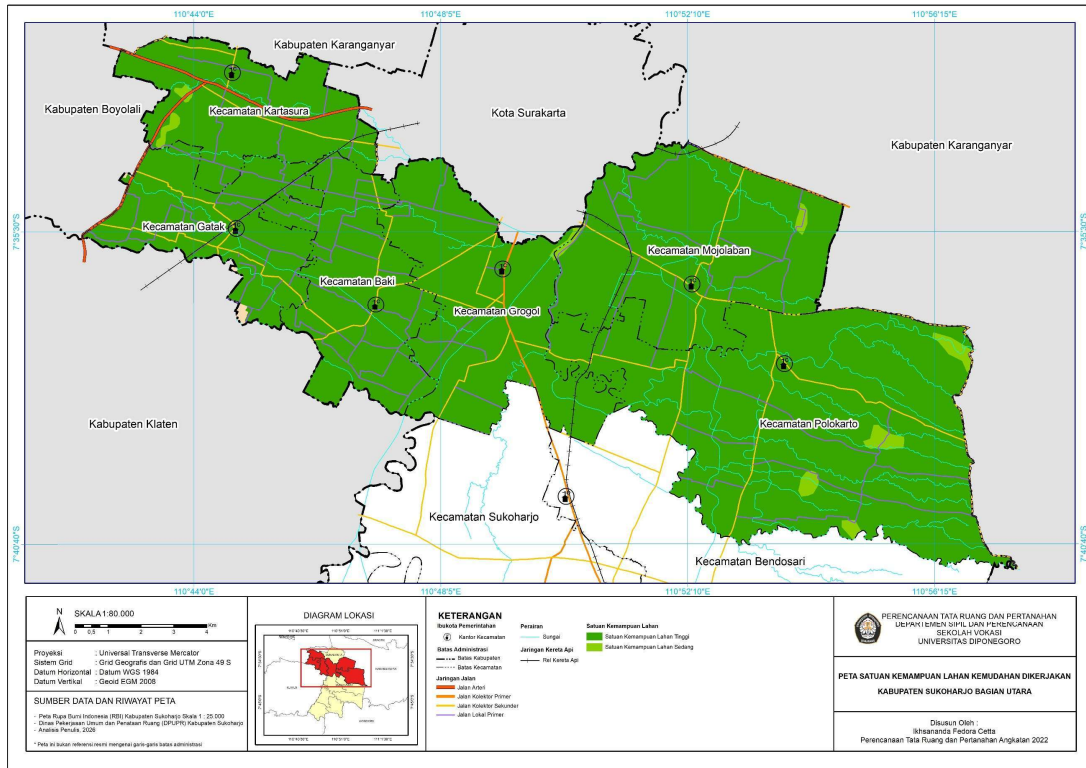 110°44'0"E
110°48'5"E
110°52'10"E
110°56'15"E
Kabupaten Karanganyar
Kabupaten Boyolali
Kecamatan Kartasura
Kota Surakarta
Kabupaten Karanganyar
7°35'30"S
7°35'30"S
Kecamatan Gatak
Kecamatan Mojolaban
Kecamatan Baki
Kecamatan Grogol
Kabupaten Klaten
Kecamatan Polokarto
Kecamatan Sukoharjo
7°40'40"S
7°40'40"S
Kecamatan Bendosari
110°44'0"E
110°48'5"E
110°52'10"E
110°56'15"E
N
SKALA 1:80.000
0 0,5 1 2 3 4
Km
Proyeksi : Universal Transverse Mercator
Sistem Grid : Grid Geografis dan Grid UTM Zona 49 S
Datum Horizontal : Datum WGS 1984
Datum Vertikal : Geoid EGM 2008
SUMBER DATA DAN RIWAYAT PETA
- Peta Rupa Bumi Indonesia (RBI) Kabupaten Sukoharjo Skala 1 : 25.000
- Dinas Pekerjaan Umum dan Penataan Ruang (DPUPR) Kabupaten Sukoharjo
- Analisis Penulis, 2026
* Peta ini bukan referensi resmi mengenai garis-garis batas administrasi
DIAGRAM LOKASI
KETERANGAN
Ibukota Pemerintahan
Kantor Kecamatan
Batas Administrasi
Batas Kabupaten
Batas Kecamatan
Jaringan Jalan
Jalan Arteri
Jalan Kolektor Primer
Jalan Kolektor Sekunder
Jalan Lokal Primer
Perairan
Sungai
Jaringan Kereta Api
Rel Kereta Api
Satuan Kemampuan Lahan
Satuan Kemampuan Lahan Tinggi
Satuan Kemampuan Lahan Sedang
PERENCANAAN TATA RUANG DAN PERTANAHAN
DEPARTEMEN SIPIL DAN PERENCANAAN
SEKOLAH VOKASI
UNIVERSITAS DIPONEGORO
PETA SATUAN KEMAMPUAN LAHAN KEMUDAHAN DIKERJAKAN
KABUPATEN SUKOHARJO BAGIAN UTARA
Disusun Oleh :
Ikhsananda Fedora Cetta
Perencanaan Tata Ruang dan Pertanahan Angkatan 2022